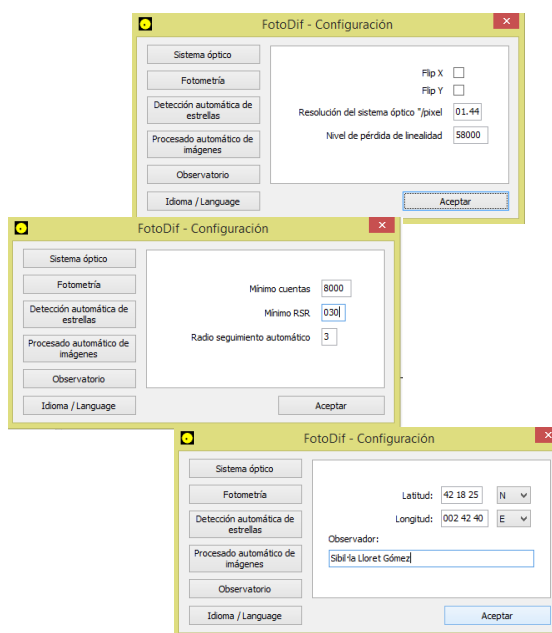 FotoDif - Configuración
Sistema óptico
Fotometría
Detección automática de
estrellas
Procesado automático de
imágenes
Observatorio
Idioma / Language
Flip X
Flip Y
Resolución del sistema óptico "/pixel 01.44
Nivel de pérdida de linealidad 58000
Aceptar
FotoDif - Configuración
Sistema óptico
Fotometría
Detección automática de
estrellas
Procesado automático de
imágenes
Observatorio
Idioma / Language
Mínimo cuentas 8000
Mínimo RSR 030
Radio seguimiento automático 3
Aceptar
FotoDif - Configuración
Sistema óptico
Fotometría
Detección automática de
estrellas
Procesado automático de
imágenes
Observatorio
Idioma / Language
Latitud: 42 18 25 N
Longitud: 002 42 40 E
Observador:
Sibil·la Lloret Gómez
Aceptar